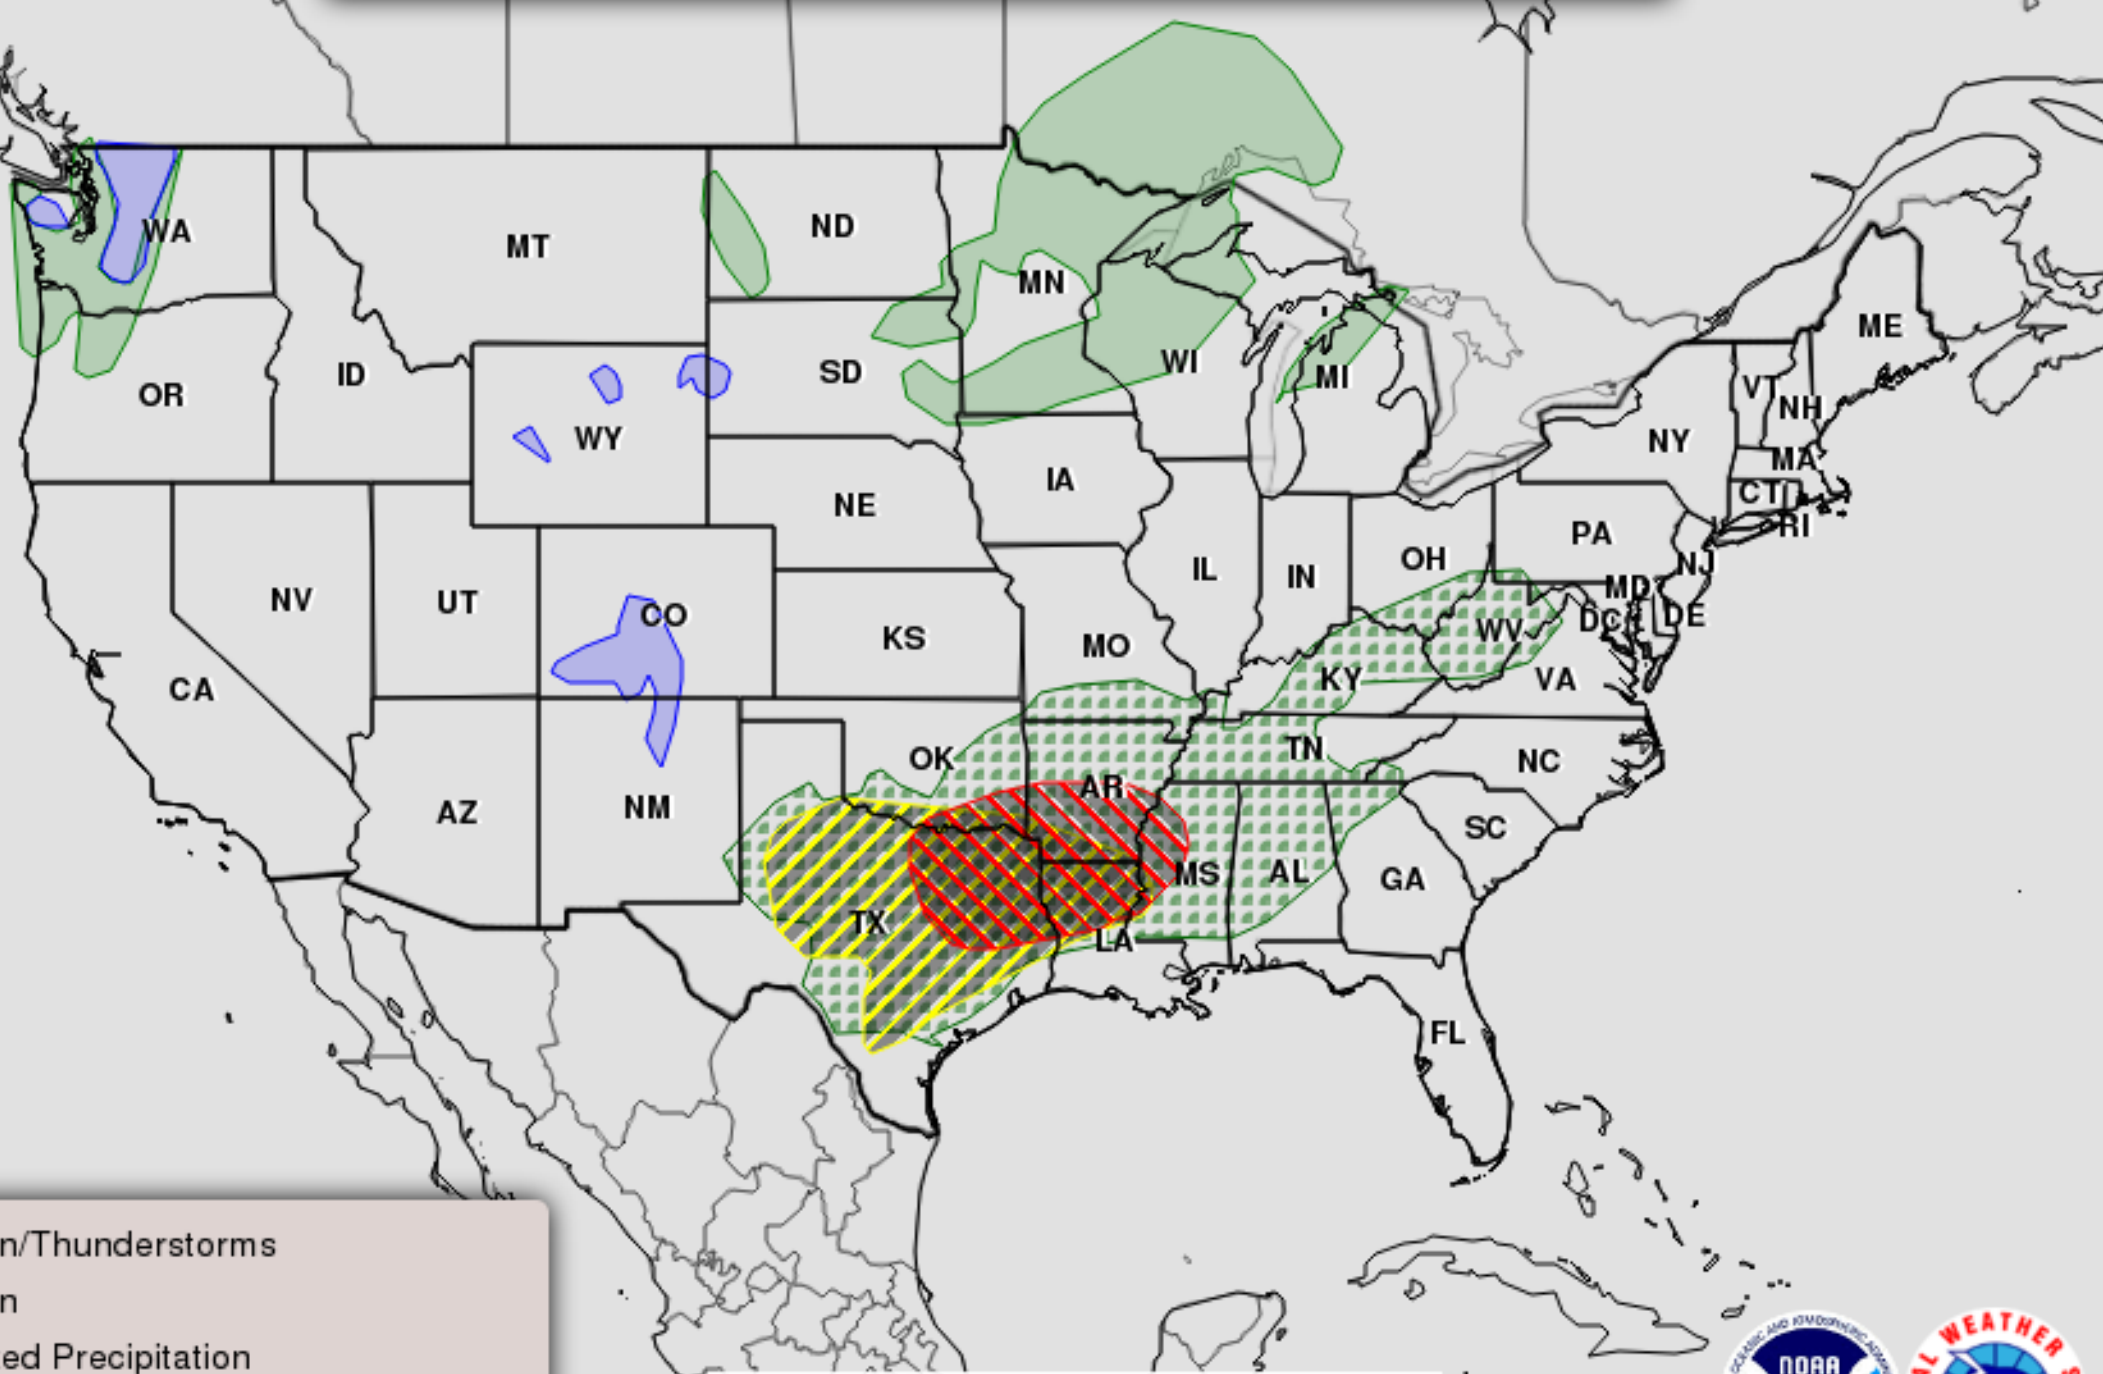 WA
MT
ND
MN
ME
OR
ID
SD
WI
MI
VT
NH
WY
NY
MA
IA
CT
NE
RI
PA
IL
IN
OH
NJ
NV
UT
CO
MD
DC
DE
KS
MO
WV
CA
KY
VA
OK
TN
NC
AZ
NM
AR
SC
TX
MS
AL
GA
LA
FL
n/Thunderstorms
n
ed Precipitation
NOAA
WEATHER